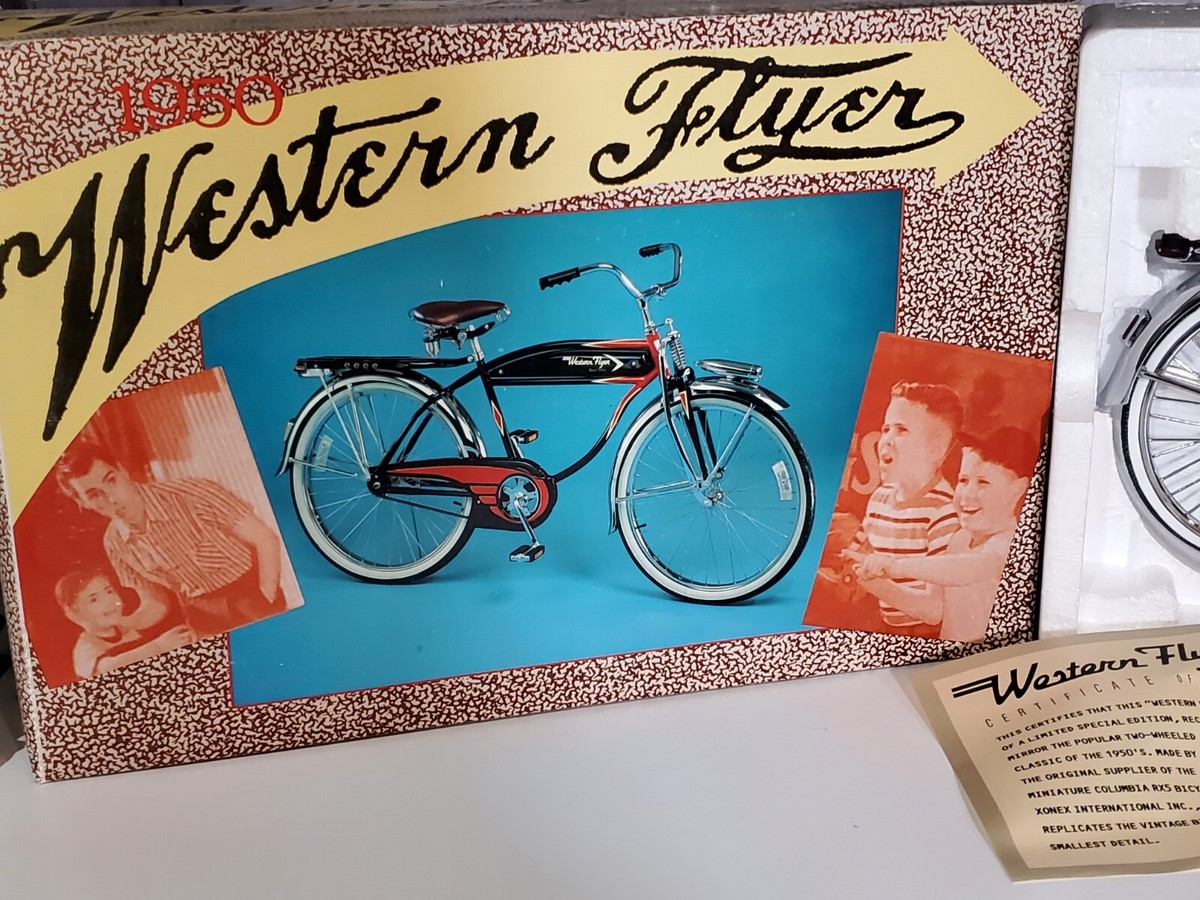 1950
Western Flyer
Western Flyer
Western Fly
CERTIFICATE OF
THIS CERTIFIES THAT THIS "WESTERN
OF A LIMITED SPECIAL EDITION, REC
MIRROR THE POPULAR TWO-WHEELED
CLASSIC OF THE 1950'S. MADE BY
THE ORIGINAL SUPPLIER OF THE
MINIATURE COLUMBIA RX5 BICY
XONEX INTERNATIONAL INC.,
REPLICATES THE VINTAGE B
SMALLEST DETAIL.